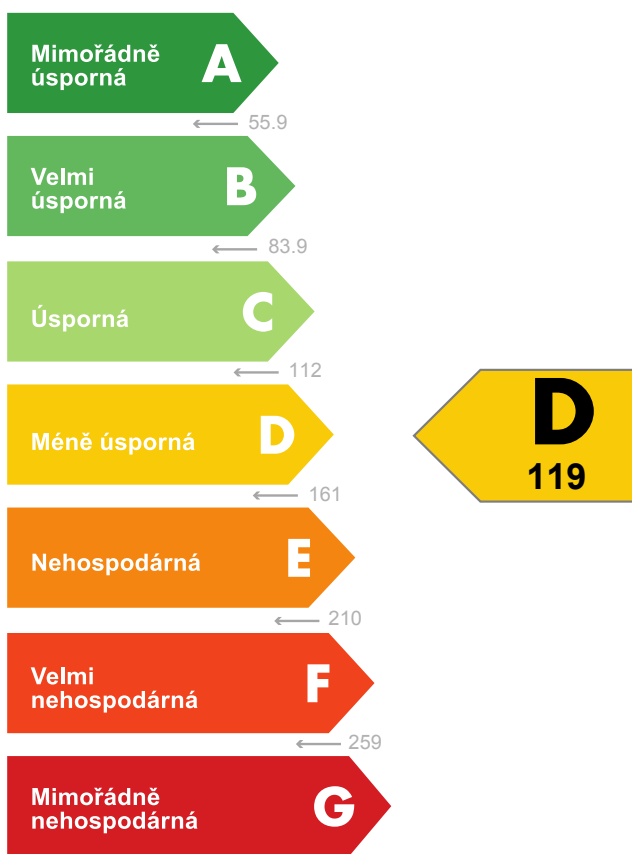 Mimořádně
úsporná
A
55.9
Velmi
úsporná
B
83.9
Úsporná
C
112
Méně úsporná
D
D
119
161
Nehospodárná
E
210
Velmi
nehospodárná
F
259
Mimořádně
nehospodárná
G